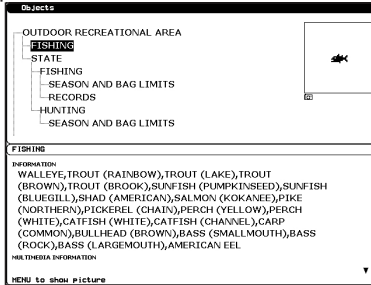 Objects
OUTDOOR RECREATIONAL AREA
FISHING
STATE
FISHING
SEASON AND BAG LIMITS
RECORDS
HUNTING
SEASON AND BAG LIMITS
FISHING
INFORMATION
WALLEYE,TROUT (RAINBOW),TROUT (LAKE),TROUT
(BROWN),TROUT (BROOK),SUNFISH (PUMPKINSEED),SUNFISH
(BLUEGILL),SHAD (AMERICAN),SALMON (KOKANEE),PIKE
(NORTHERN),PICKEREL (CHAIN),PERCH (YELLOW),PERCH
(WHITE),CATFISH (WHITE),CATFISH (CHANNEL),CARP
(COMMON),BULLHEAD (BROWN),BASS (SMALLMOUTH),BASS
(ROCK),BASS (LARGEMOUTH),AMERICAN EEL
MULTIMEDIA INFORMATION
MENU to show picture